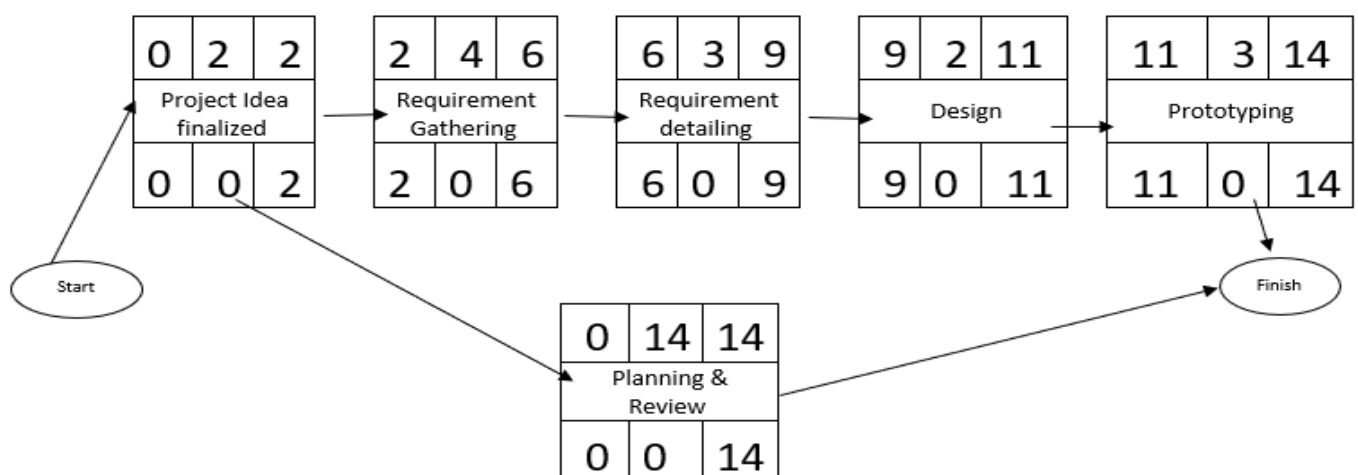 0 2 2
Project Idea
finalized
0 0 2
2 4 6
Requirement
Gathering
2 0 6
6 3 9
Requirement
detailing
6 0 9
9 2 11
Design
9 0 11
11 3 14
Prototyping
11 0 14
Start
Finish
0 14 14
Planning &
Review
0 0 14